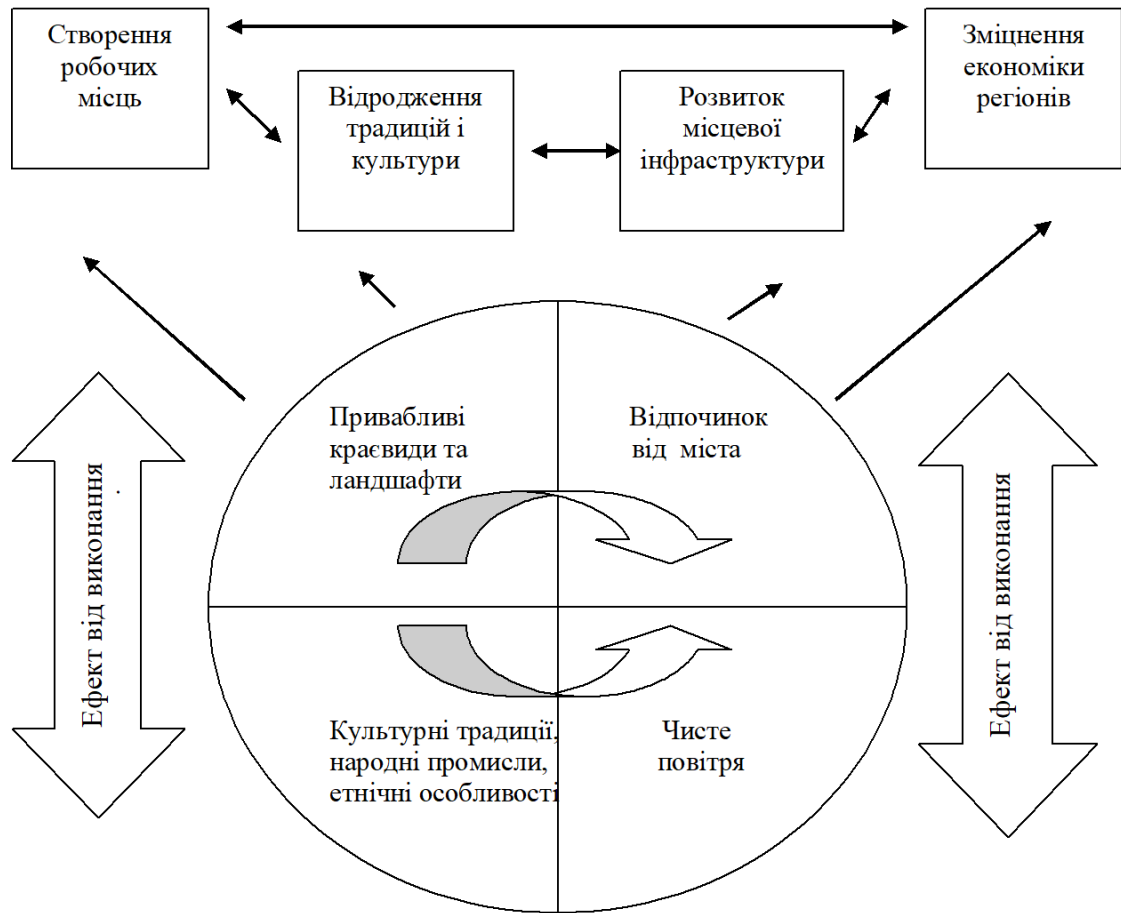 Створення
робочих
місць
Відродження
традицій і
культури
Розвиток
місцевої
інфраструктури
Зміцнення
економіки
регіонів
Привабливі
краєвиди та
ландшафти
Відпочинок
від міста
Ефект від виконання
Ефект від виконання
Культурні традиції,
народні промисли,
етнічні особливості
Чисте
повітря